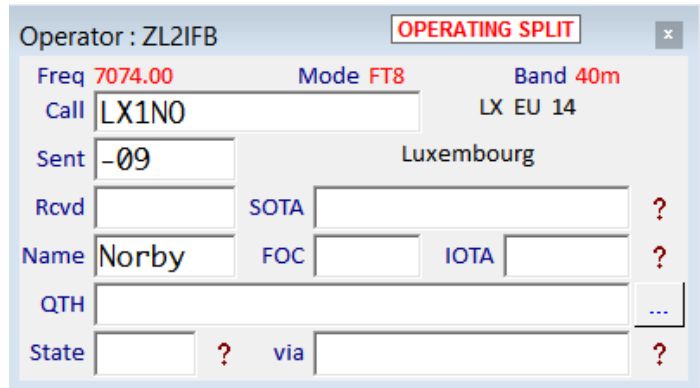 Operator : ZL2IFB OPERATING SPLIT x
Freq 7074.00 Mode FT8 Band 40m
Call LX1NO LX EU 14
Sent -09 Luxembourg
Rcvd SOTA ?
Name Norby FOC IOTA ?
QTH ...
State ? via ?